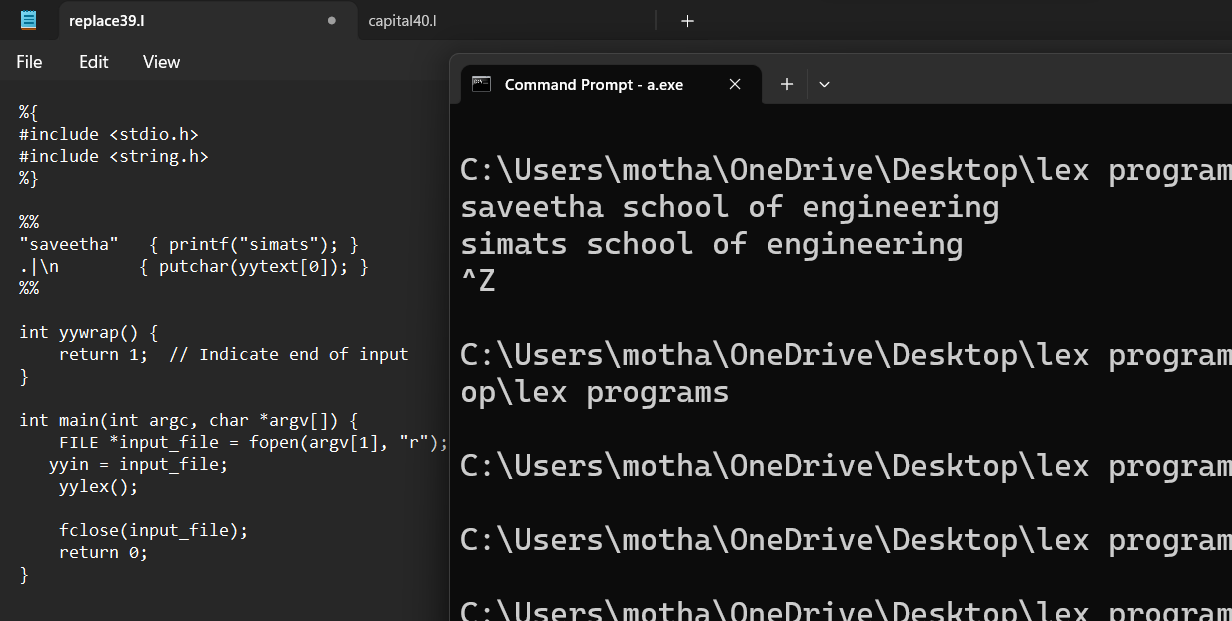 replace39.l
capital40.l
File Edit View
%{
#include <stdio.h>
#include <string.h>
%}
%%
"saveetha"   { printf("simats"); }
.|\n        { putchar(yytext[0]); }
%%
int yywrap() {
    return 1;  // Indicate end of input
}
int main(int argc, char *argv[]) {
    FILE *input_file = fopen(argv[1], "r");
   yyin = input_file;
    yylex();
    fclose(input_file);
    return 0;
}
Command Prompt - a.exe
C:\Users\motha\OneDrive\Desktop\lex program
saveetha school of engineering
simats school of engineering
^Z
C:\Users\motha\OneDrive\Desktop\lex program
op\lex programs
C:\Users\motha\OneDrive\Desktop\lex program
C:\Users\motha\OneDrive\Desktop\lex program
C:\Users\motha\OneDrive\Desktop\lex program